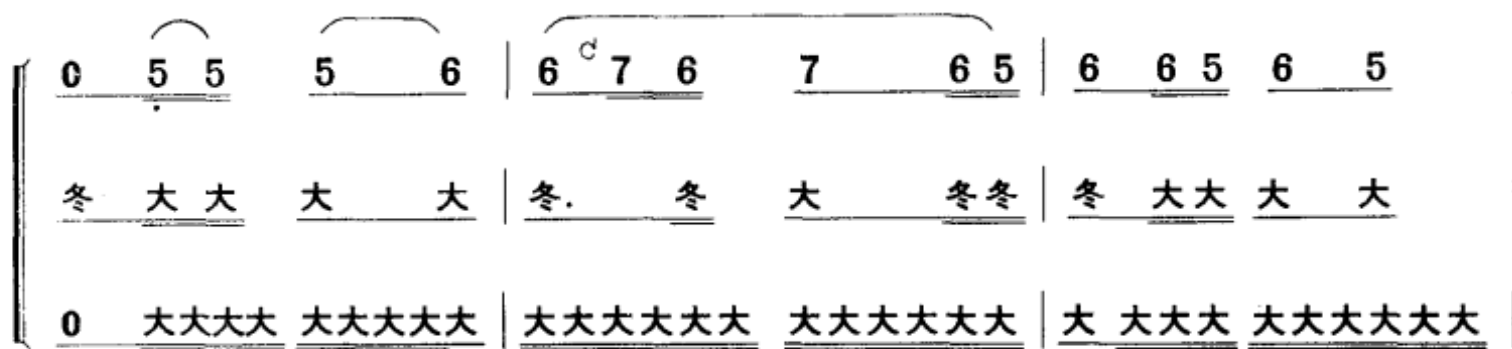 0 5 5 5 6 | 6 d 7 6 7 6 5 | 6 6 5 6 5
冬 大 大 大 大 | 冬. 冬 大 冬冬 | 冬 大大 大 大
0 大大大大 大大大大大 | 大大大大大大 大大大大大大 | 大 大大大 大大大大大大